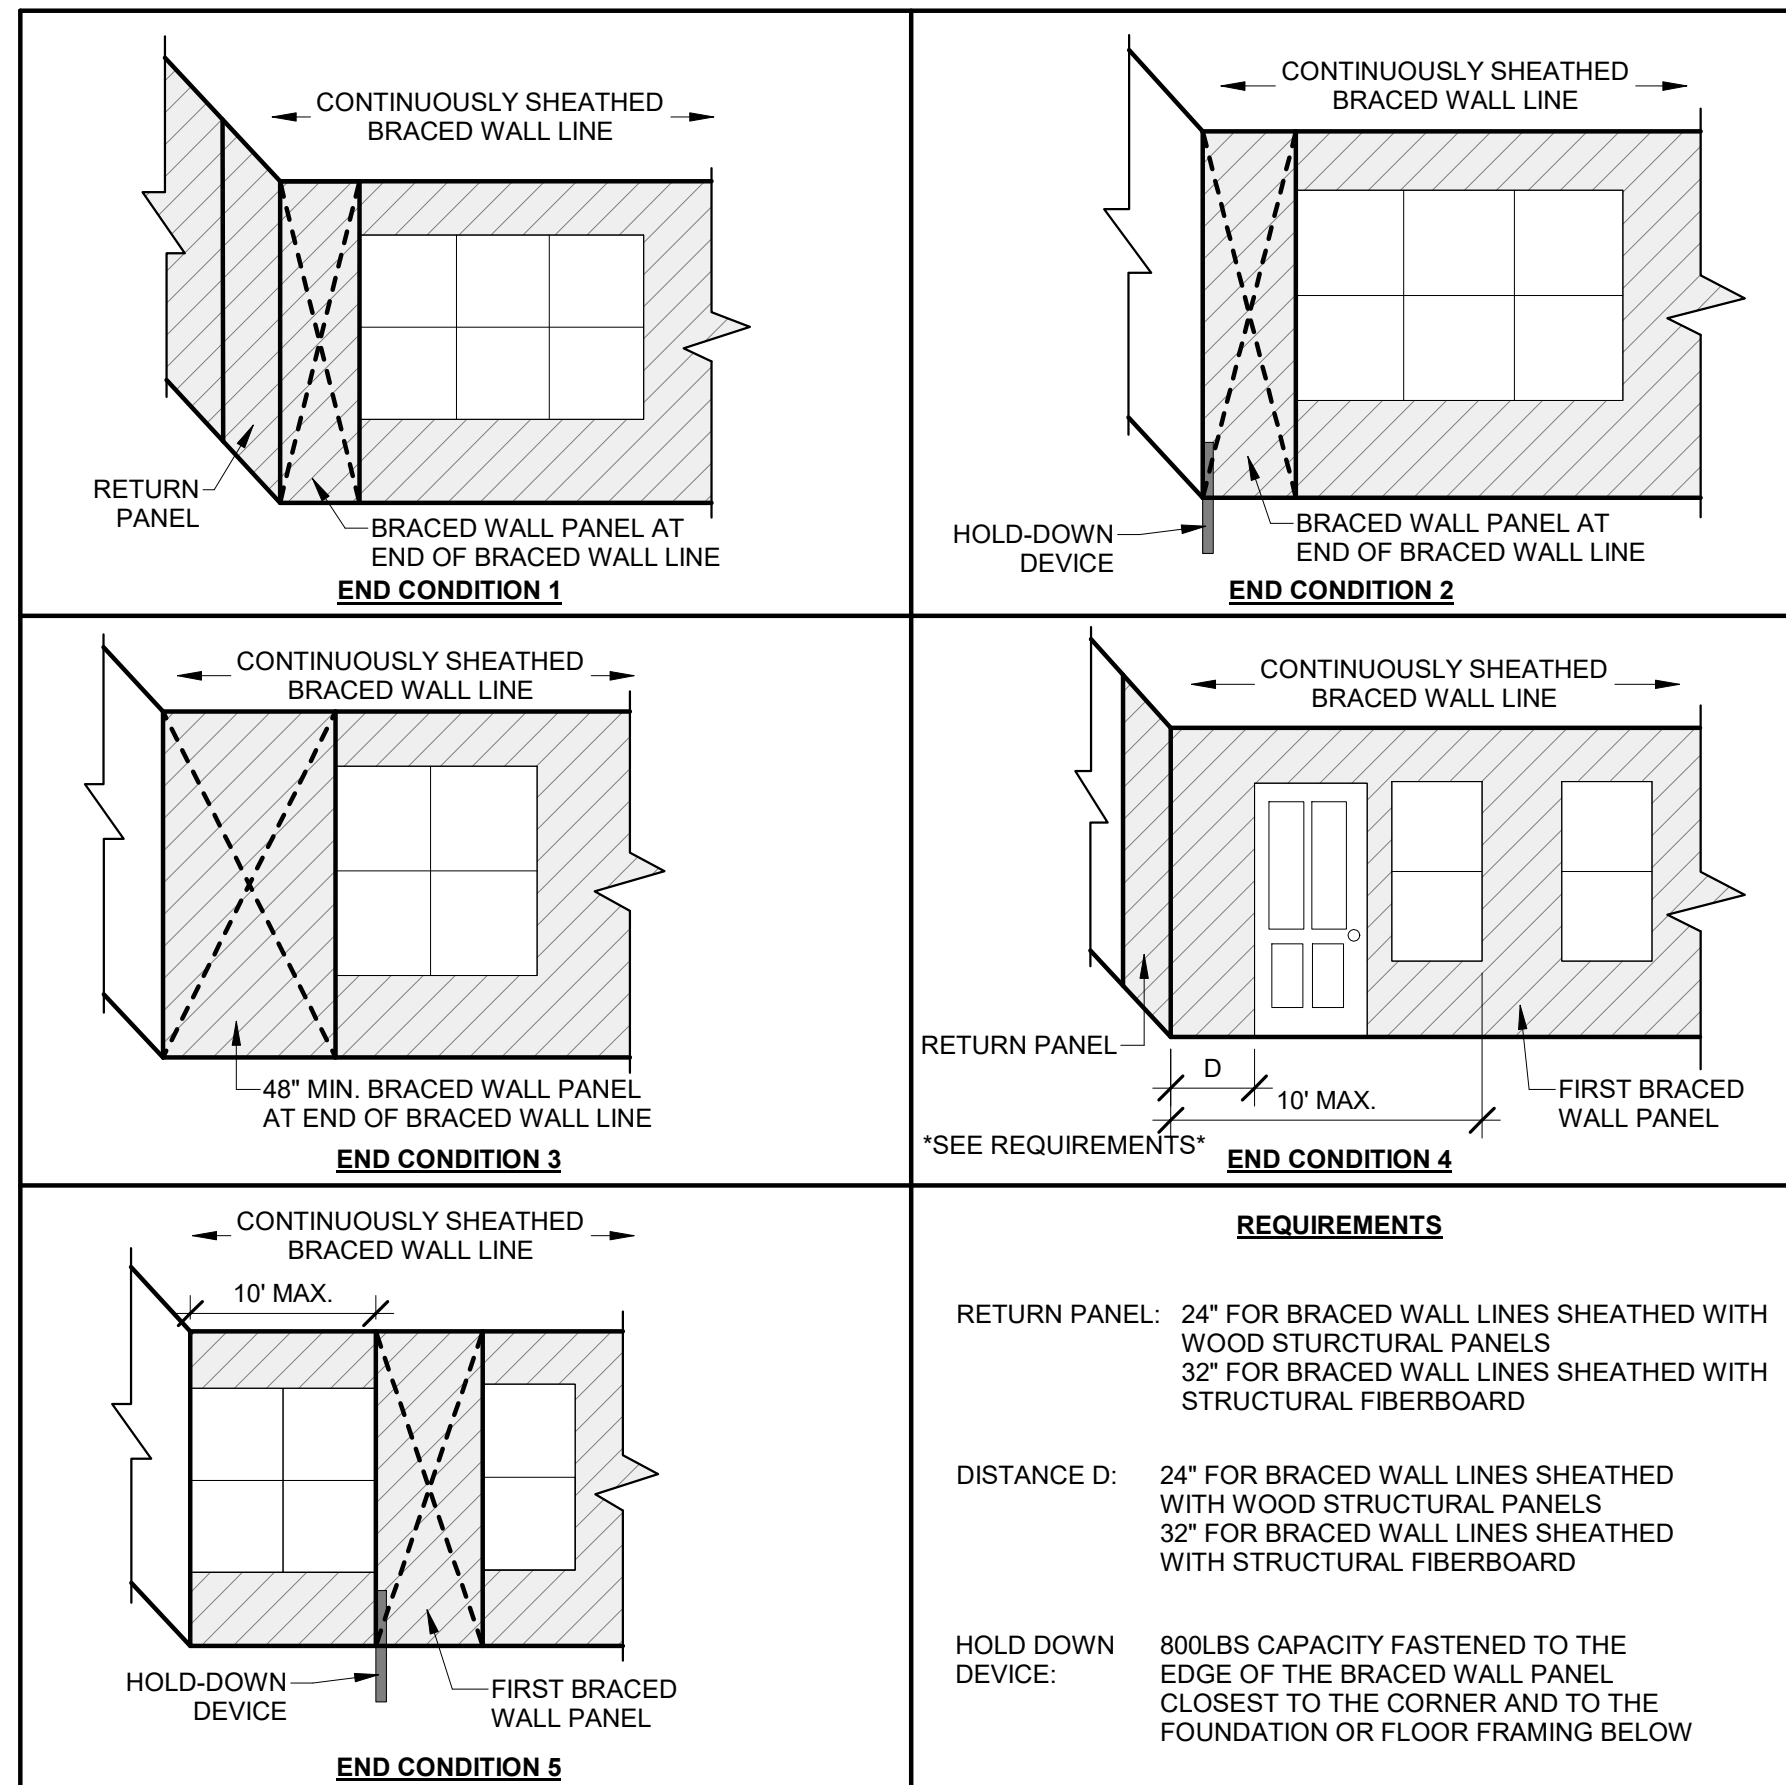 CONTINUOUSLY SHEATHED
BRACED WALL LINE
RETURN
PANEL
BRACED WALL PANEL AT
END OF BRACED WALL LINE
END CONDITION 1
CONTINUOUSLY SHEATHED
BRACED WALL LINE
HOLD-DOWN
DEVICE
BRACED WALL PANEL AT
END OF BRACED WALL LINE
END CONDITION 2
CONTINUOUSLY SHEATHED
BRACED WALL LINE
48" MIN. BRACED WALL PANEL
AT END OF BRACED WALL LINE
END CONDITION 3
CONTINUOUSLY SHEATHED
BRACED WALL LINE
RETURN PANEL
D
10' MAX.
FIRST BRACED
WALL PANEL
*SEE REQUIREMENTS*
END CONDITION 4
CONTINUOUSLY SHEATHED
BRACED WALL LINE
10' MAX.
HOLD-DOWN
DEVICE
FIRST BRACED
WALL PANEL
END CONDITION 5
REQUIREMENTS
RETURN PANEL: 24" FOR BRACED WALL LINES SHEATHED WITH
WOOD STURCTURAL PANELS
32" FOR BRACED WALL LINES SHEATHED WITH
STRUCTURAL FIBERBOARD
DISTANCE D: 24" FOR BRACED WALL LINES SHEATHED
WITH WOOD STRUCTURAL PANELS
32" FOR BRACED WALL LINES SHEATHED
WITH STRUCTURAL FIBERBOARD
HOLD DOWN 800LBS CAPACITY FASTENED TO THE
DEVICE: EDGE OF THE BRACED WALL PANEL
CLOSEST TO THE CORNER AND TO THE
FOUNDATION OR FLOOR FRAMING BELOW